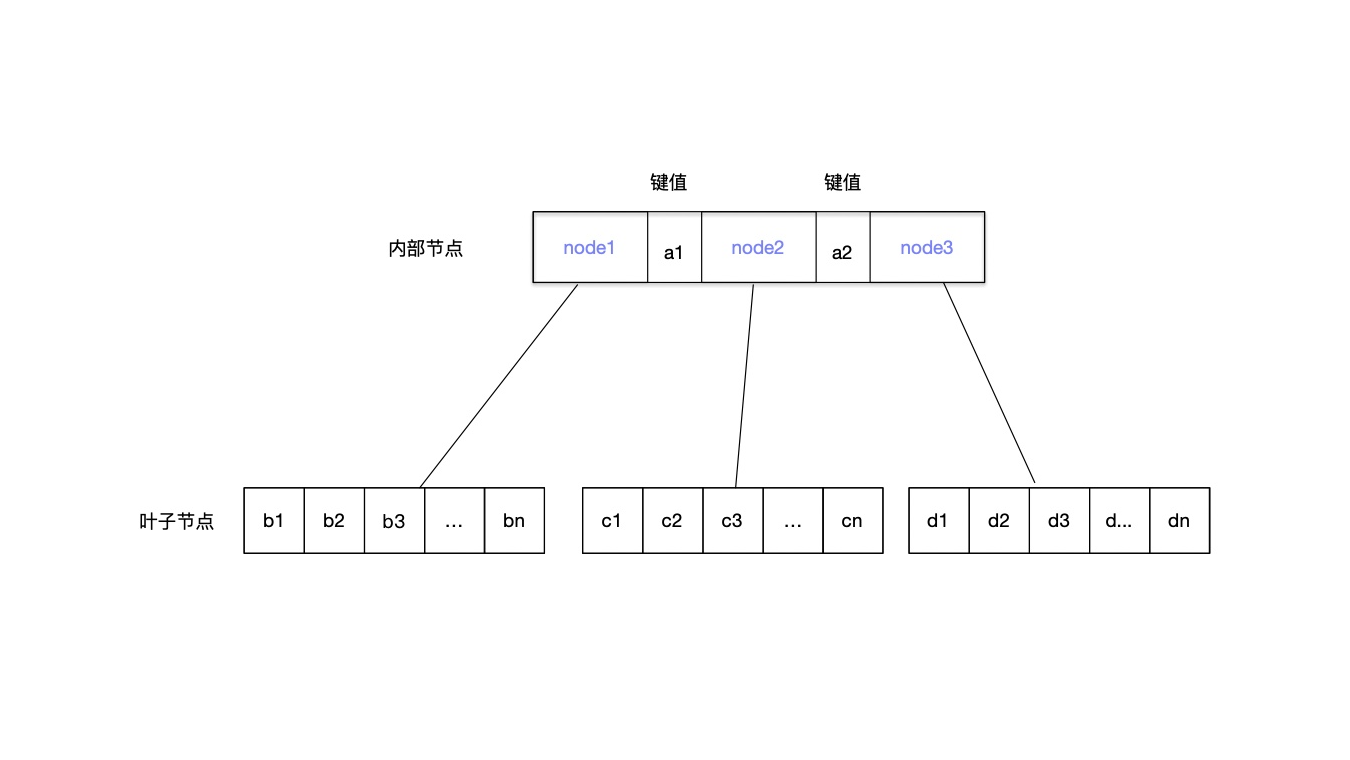 键值 键值
内部节点 node1 a1 node2 a2 node3
叶子节点 b1 b2 b3 ... bn c1 c2 c3 ... cn d1 d2 d3 d... dn